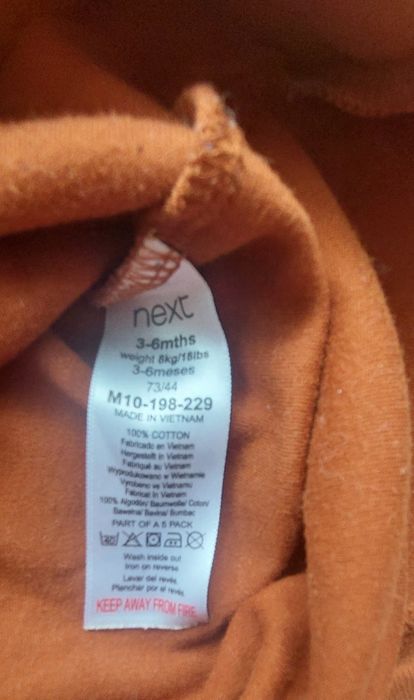 next
3-6mths
weight 8kg/18lbs
3-6meses
73/44
M10-198-229
MADE IN VIETNAM
100% COTTON
Fabricado en Vietnam
Hergestellt in Vietnam
Fabriqué au Vietnam
Wyprodukowano w Wietnamie
Vyrobeno ve Vietnamu
Fabricat în Vietnam
100% Algodón/ Baumwolle/ Coton/
Bawełna/ Bavlna/ Bumbac
PART OF A 5 PACK
40
Wash inside out
Iron on reverse
Lavar del revés
Planchar por el revés
KEEP AWAY FROM FIRE